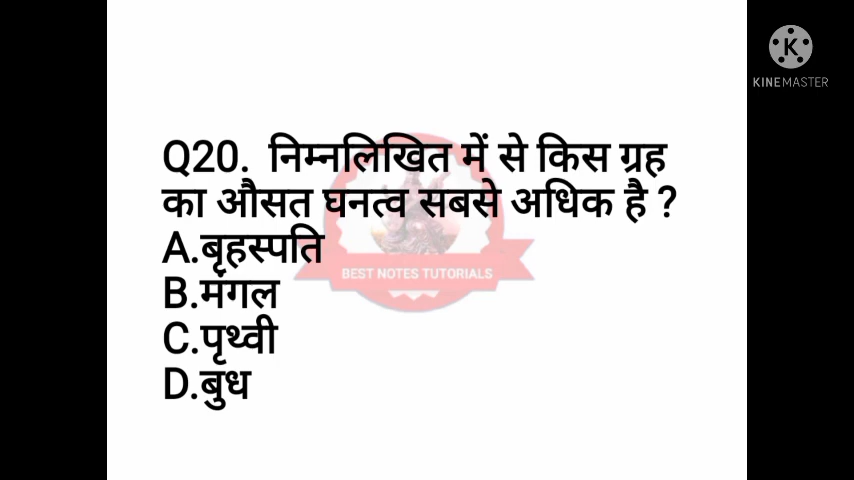 KINEMASTER
Q20. निम्नलिखित में से किस ग्रह
का औसत घनत्व सबसे अधिक है ?
A.बृहस्पति
BEST NOTES TUTORIALS
B.मंगल
C.पृथ्वी
D.बुध